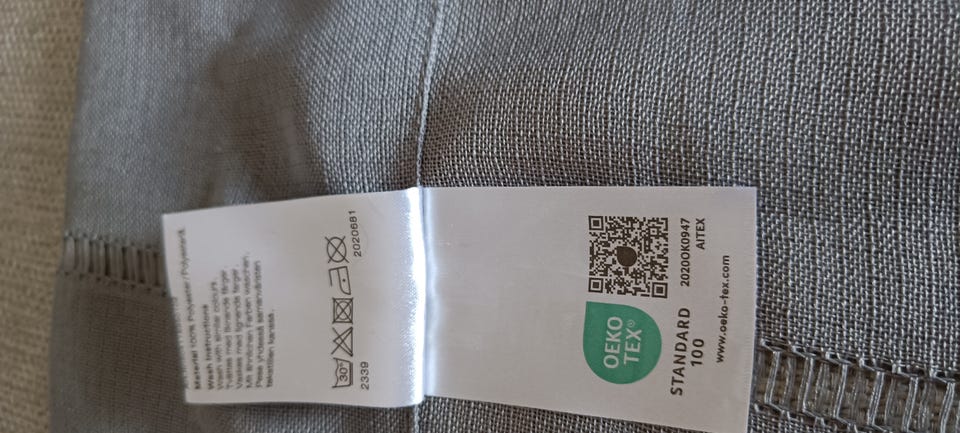 Material 100% Polyester/Polyester.
Wash instructions
Wash with similar colours.
Tvättas med liknande färger.
Vaskes med lignende farger.
Mit ähnlichen Farben waschen.
Pese yhdessä samanväristen
tekstiilien kanssa.
30°
2020681
2339
OEKO
TEX®
STANDARD
100
2020OK0947
AITEX
www.oeko-tex.com